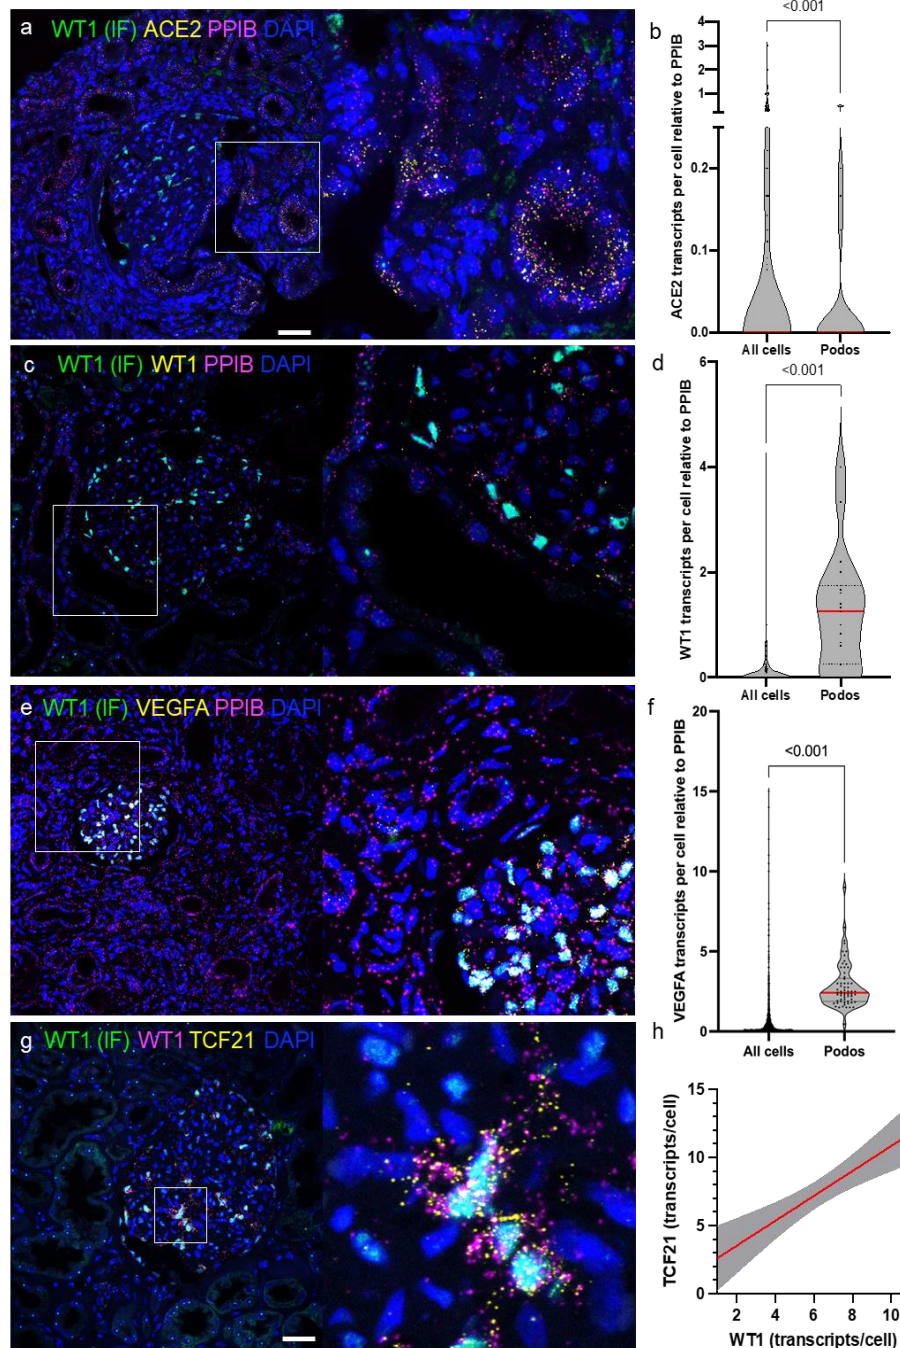 a WT1 (IF) ACE2 PPIB DAPI
b
<0.001
ACE2 transcripts per cell relative to PPIB
4
3
2
1
0.2
0.1
0.0
All cells Podos
c WT1 (IF) WT1 PPIB DAPI
d
<0.001
WT1 transcripts per cell relative to PPIB
6
4
2
0
All cells Podos
e WT1 (IF) VEGFA PPIB DAPI
f
<0.001
VEGFA transcripts per cell relative to PPIB
20
15
10
5
0
All cells Podos
g WT1 (IF) WT1 TCF21 DAPI
h
TCF21 (transcripts/cell)
15
10
5
0
2 4 6 8 10
WT1 (transcripts/cell)